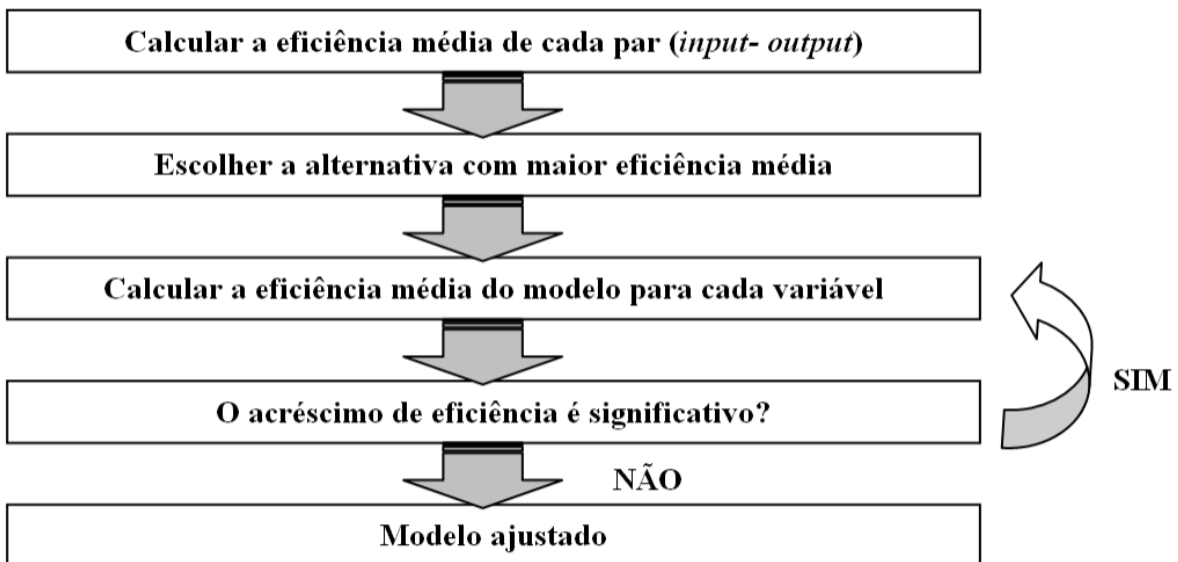 Calcular a eficiência média de cada par (input- output)
Escolher a alternativa com maior eficiência média
Calcular a eficiência média do modelo para cada variável
SIM
O acréscimo de eficiência é significativo?
NÃO
Modelo ajustado